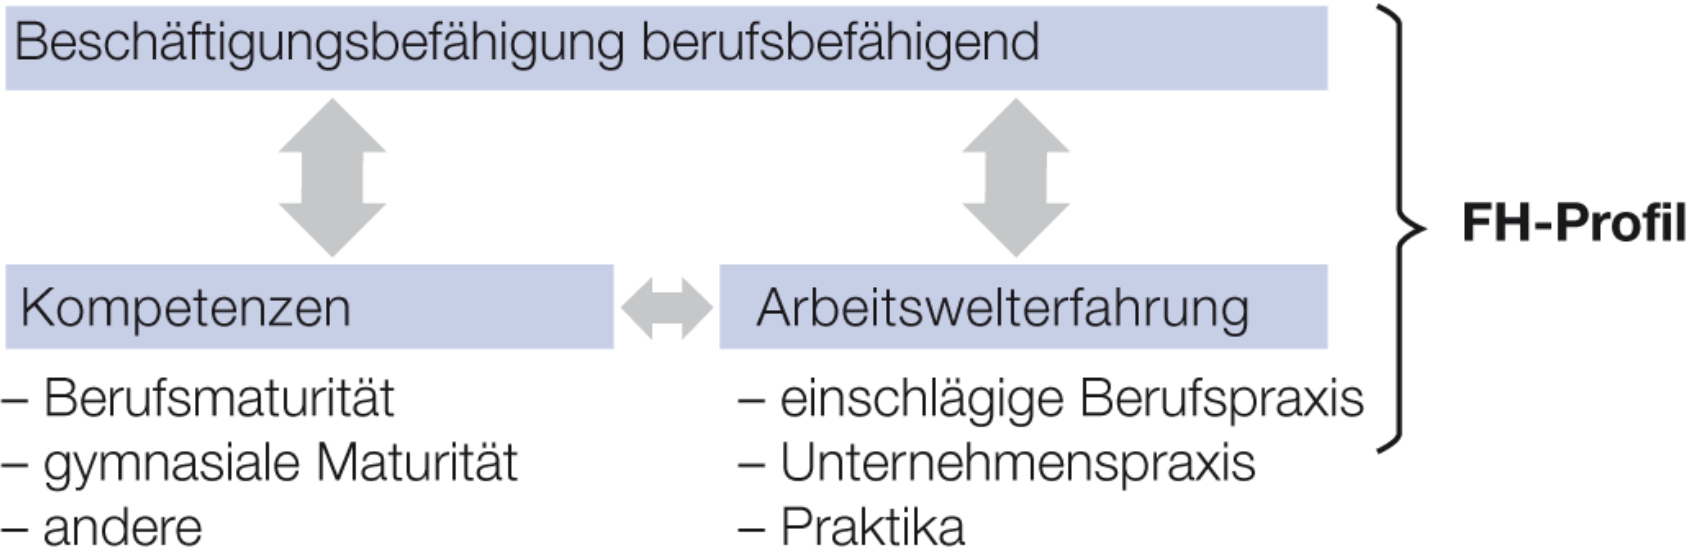 Beschäftigungsbefähigung berufsbefähigend
FH-Profil
Kompetenzen
Arbeitswelterfahrung
– Berufsmaturität
– gymnasiale Maturität
– andere
– einschlägige Berufspraxis
– Unternehmenspraxis
– Praktika